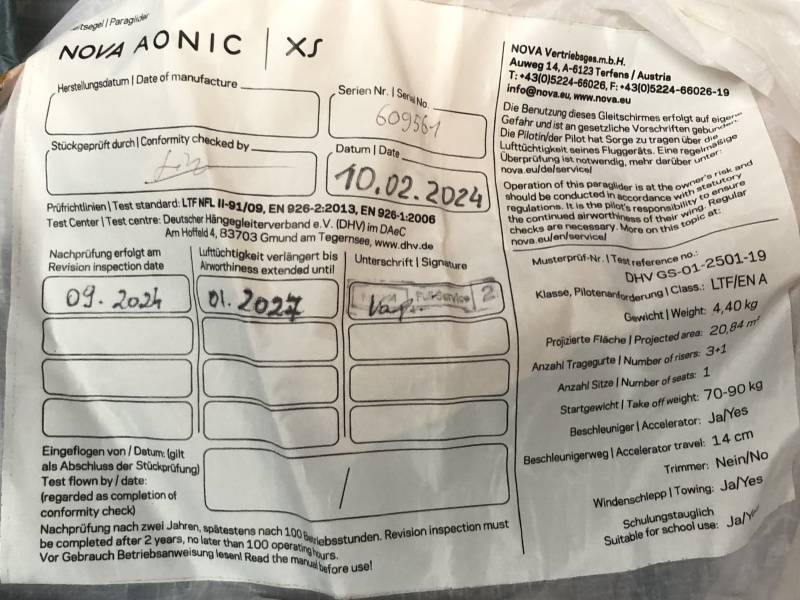 Paraglider
NOVA AONIC | XS
Herstellungsdatum | Date of manufacture
Serien Nr. | Serial No.
609561
Stückgeprüft durch | Conformity checked by
Datum | Date
10.02.2024
Prüfrichtlinien | Test standard: LTF NFL II-91/09, EN 926-2:2013, EN 926-1:2006
Test Center | Test centre: Deutscher Hängegleiterverband e.V. (DHV) im DAeC
Am Hoffeld 4, 83703 Gmund am Tegernsee, www.dhv.de
Nachprüfung erfolgt am
Revision inspection date
Lufttüchtigkeit verlängert bis
Airworthiness extended until
Unterschrift | Signature
09. 2024
01. 2027
Full Service 2
Eingeflogen von / Datum: (gilt
als Abschluss der Stückprüfung)
Test flown by / date:
(regarded as completion of
conformity check)
/
Nachprüfung nach zwei Jahren, spätestens nach 100 Betriebsstunden. Revision inspection must
be completed after 2 years, no later than 100 operating hours.
Vor Gebrauch Betriebsanweisung lesen! Read the manual before use!
NOVA Vertriebsges.m.b.H.
Auweg 14, A-6123 Terfens / Austria
T: +43(0)5224-66026, F: +43(0)5224-66026-19
info@nova.eu, www.nova.eu
Die Benutzung dieses Gleitschirmes erfolgt auf eigene
Gefahr und ist an gesetzliche Vorschriften gebunden.
Die Pilotin/der Pilot hat Sorge zu tragen über die
Lufttüchtigkeit seines Fluggeräts. Eine regelmäßige
Überprüfung ist notwendig, mehr darüber unter:
nova.eu/de/service/
Operation of this paraglider is at the owner's risk and
should be conducted in accordance with statutory
regulations. It is the pilot's responsibility to ensure
the continued airworthiness of their wing. Regular
checks are necessary. More on this topic at:
nova.eu/en/service/
Musterprüf-Nr. | Test reference no.:
DHV GS-01-2501-19
Klasse, Pilotenanforderung | Class.: LTF/EN A
Gewicht | Weight: 4,40 kg
Projizierte Fläche | Projected area: 20,84 m²
Anzahl Tragegurte | Number of risers: 3+1
Anzahl Sitze | Number of seats: 1
Startgewicht | Take off weight: 70-90 kg
Beschleuniger | Accelerator: Ja/Yes
Beschleunigerweg | Accelerator travel: 14 cm
Trimmer: Nein/No
Windenschlepp | Towing: Ja/Yes
Schulungstauglich
Suitable for school use: Ja/Yes